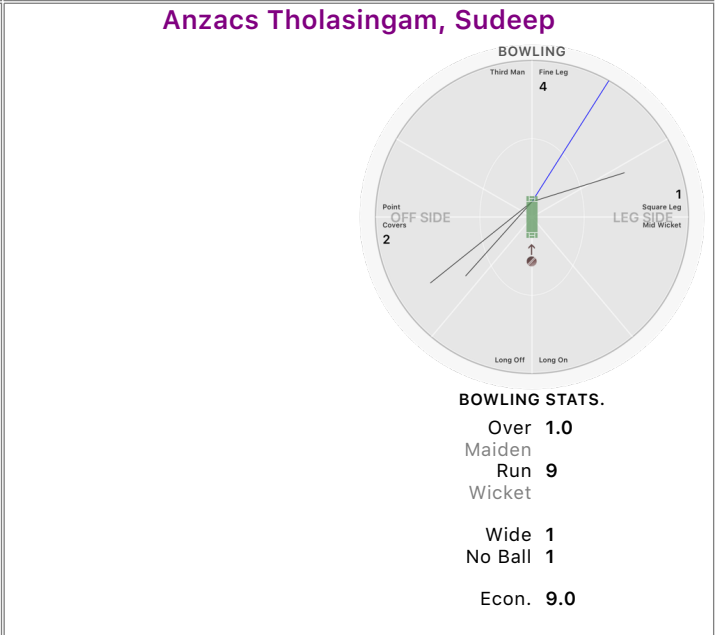 Anzacs Tholasingam, Sudeep
BOWLING
Third Man Fine Leg
4
1
Point Square Leg
OFF SIDE LEG SIDE
Covers Mid Wicket
2
Long Off Long On
BOWLING STATS.
Over 1.0
Maiden
Run 9
Wicket
Wide 1
No Ball 1
Econ. 9.0